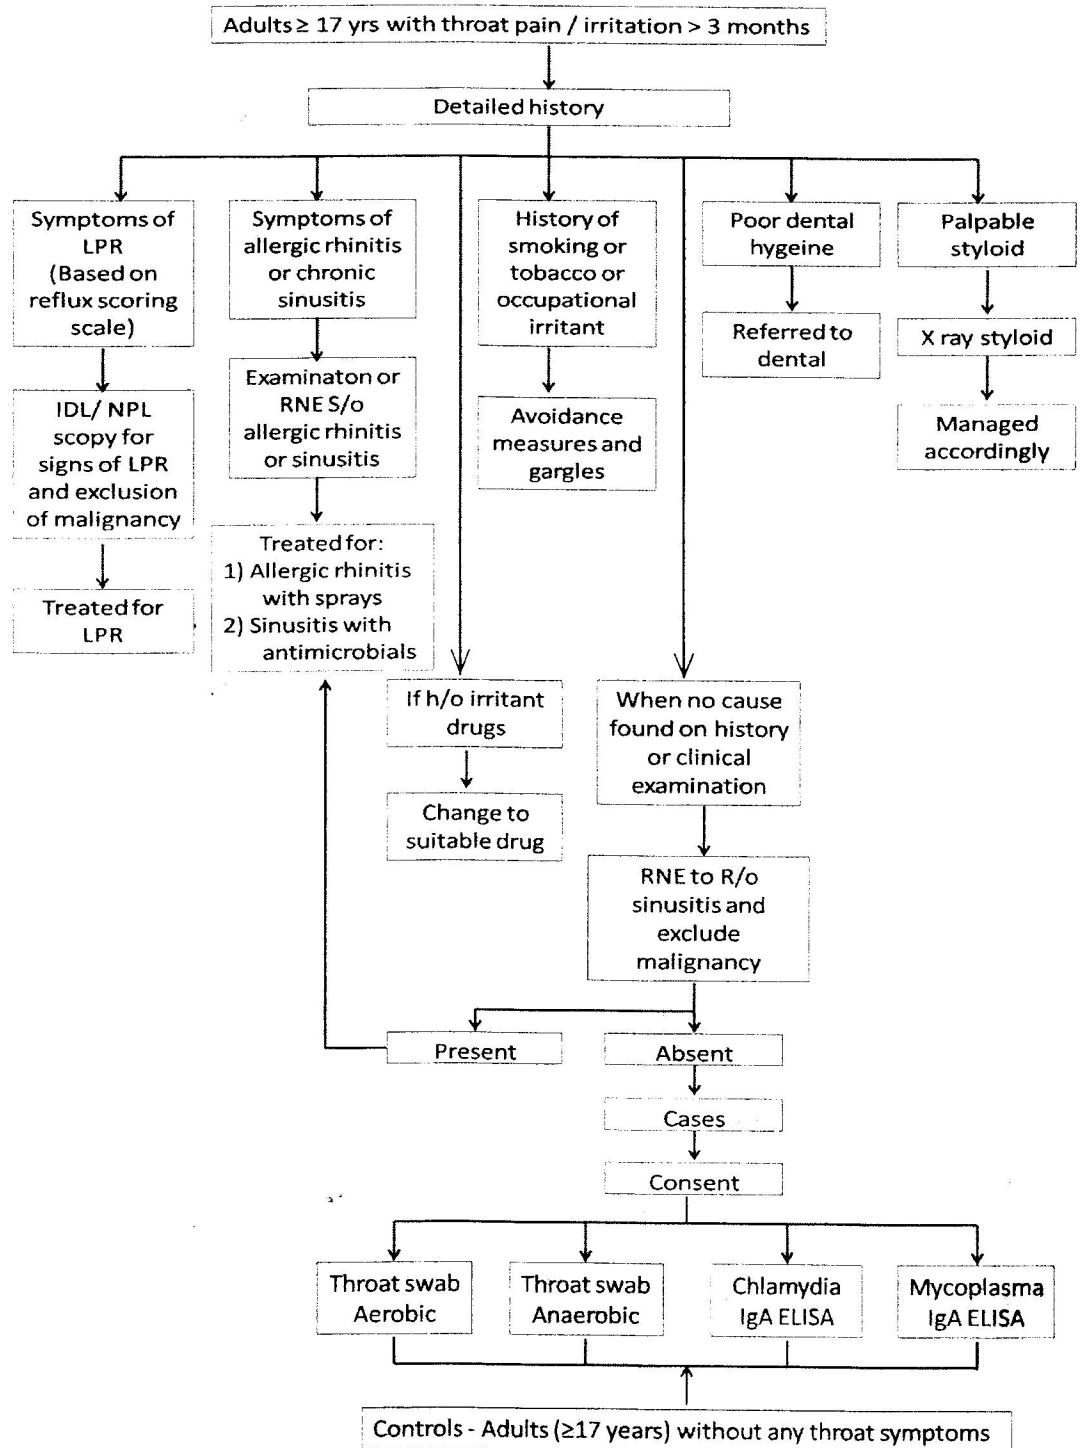 Adults ≥ 17 yrs with throat pain / irritation > 3 months
Detailed history
Symptoms of
LPR
(Based on
reflux scoring
scale)
IDL/ NPL
scopy for
signs of LPR
and exclusion
of malignancy
Treated for
LPR
Symptoms of
allergic rhinitis
or chronic
sinusitis
Examinaton or
RNE S/o
allergic rhinitis
or sinusitis
Treated for:
1) Allergic rhinitis
with sprays
2) Sinusitis with
antimicrobials
If h/o irritant
drugs
Change to
suitable drug
History of
smoking or
tobacco or
occupational
irritant
Avoidance
measures and
gargles
When no cause
found on history
or clinical
examination
RNE to R/o
sinusitis and
exclude
malignancy
Poor dental
hygeine
Referred to
dental
Palpable
styloid
X ray styloid
Managed
accordingly
Present
Absent
Cases
Consent
Throat swab
Aerobic
Throat swab
Anaerobic
Chlamydia
IgA ELISA
Mycoplasma
IgA ELISA
Controls - Adults (≥17 years) without any throat symptoms